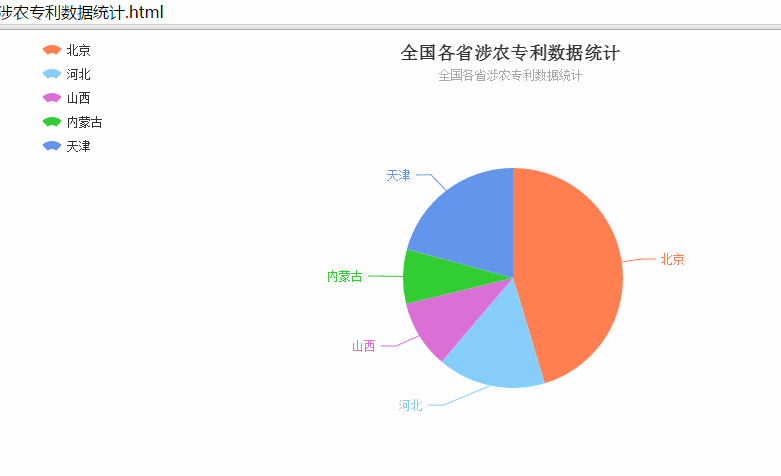 涉农专利数据统计.html
北京
河北
山西
内蒙古
天津
全国各省涉农专利数据统计
全国各省涉农专利数据统计
天津
北京
内蒙古
山西
河北